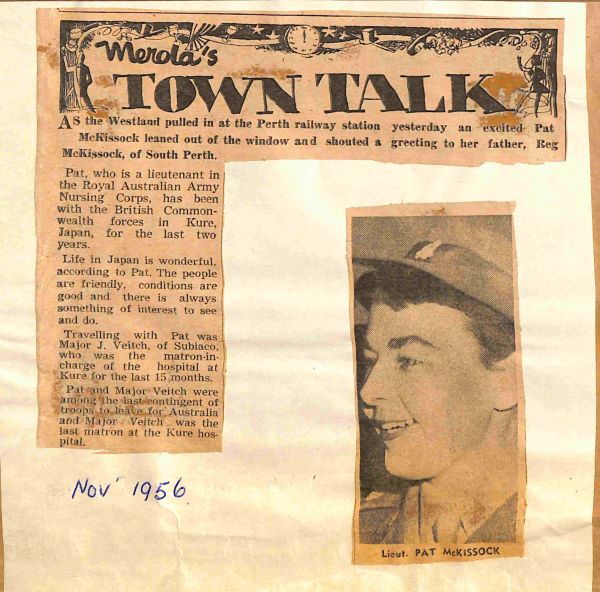 Merola's
TOWN TALK
AS the Westland pulled in at the Perth railway station yesterday an excited Pat
McKissock leaned out of the window and shouted a greeting to her father, Reg
McKissock, of South Perth.
Pat, who is a lieutenant in
the Royal Australian Army
Nursing Corps, has been
with the British Common-
wealth forces in Kure,
Japan, for the last two
years.
Life in Japan is wonderful,
according to Pat. The people
are friendly, conditions are
good and there is always
something of interest to see
and do.
Travelling with Pat was
Major J. Veitch, of Subiaco,
who was the matron-in-
charge of the hospital at
Kure for the last 15 months.
Pat and Major Veitch were
among the last contingent of
troops to leave for Australia
and Major Veitch was the
last matron at the Kure hos-
pital.
Nov' 1956
Lieut. PAT McKISSOCK